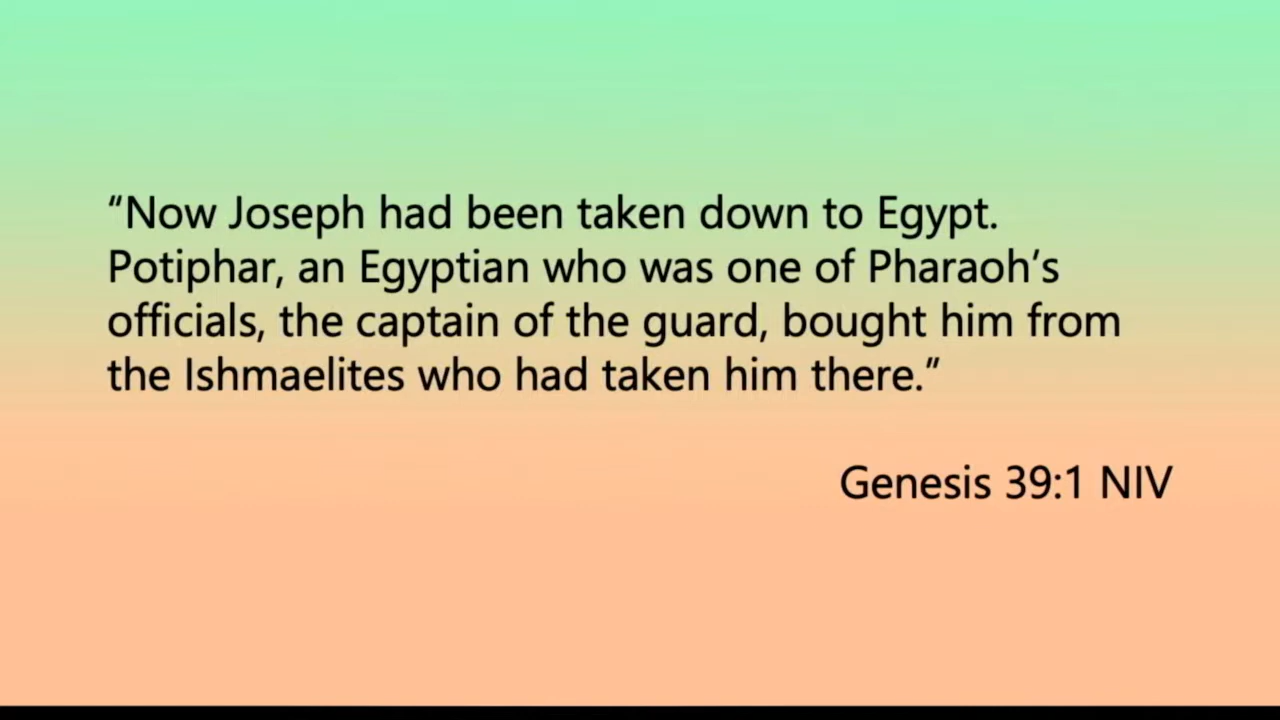 “Now Joseph had been taken down to Egypt.
Potiphar, an Egyptian who was one of Pharaoh’s
officials, the captain of the guard, bought him from
the Ishmaelites who had taken him there.”
Genesis 39:1 NIV